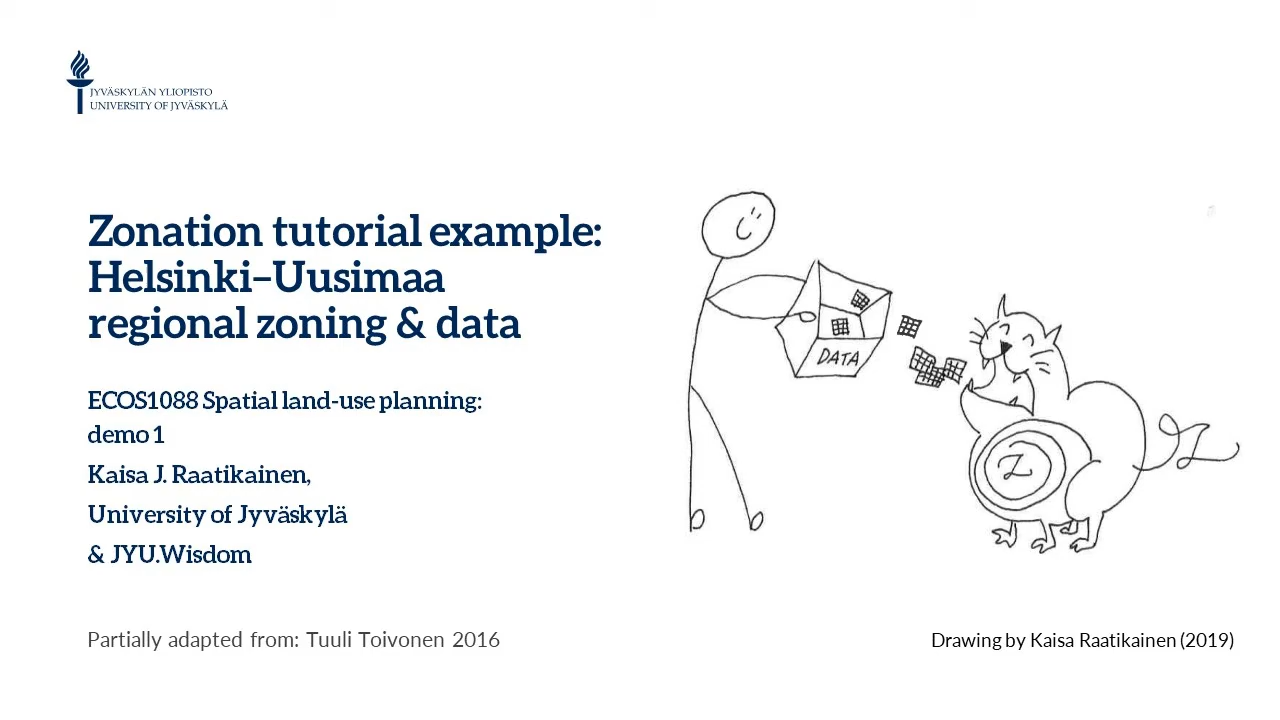 JYVÄSKYLÄN YLIOPISTO
UNIVERSITY OF JYVÄSKYLÄ
Zonation tutorial example:
Helsinki–Uusimaa
regional zoning & data
ECOS1088 Spatial land-use planning:
demo 1
Kaisa J. Raatikainen,
University of Jyväskylä
& JYU.Wisdom
DATA
Z
Z
Partially adapted from: Tuuli Toivonen 2016
Drawing by Kaisa Raatikainen (2019)